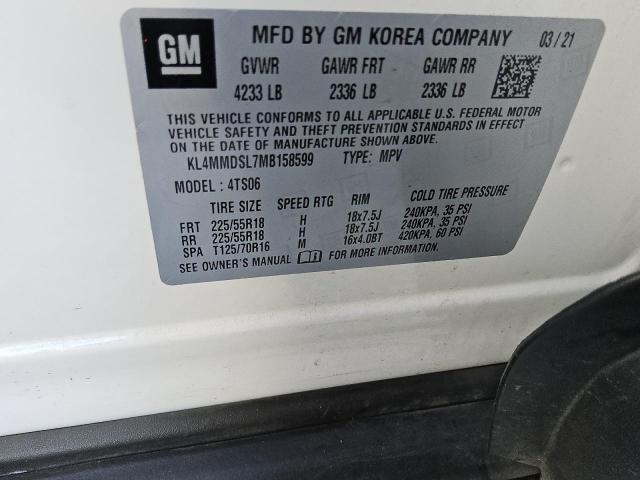 GM MFD BY GM KOREA COMPANY 03/21
GVWR GAWR FRT GAWR RR
4233 LB 2336 LB 2336 LB
THIS VEHICLE CONFORMS TO ALL APPLICABLE U.S. FEDERAL MOTOR
VEHICLE SAFETY AND THEFT PREVENTION STANDARDS IN EFFECT
ON THE DATE OF MANUFACTURE SHOWN ABOVE.
KL4MMDSL7MB158599 TYPE: MPV
MODEL: 4TS06
TIRE SIZE SPEED RTG RIM COLD TIRE PRESSURE
FRT 225/55R18 H 18x7.5J 240KPA, 35 PSI
RR 225/55R18 H 18x7.5J 240KPA, 35 PSI
SPA T125/70R16 M 16x4.0BT 420KPA, 60 PSI
SEE OWNER'S MANUAL FOR MORE INFORMATION.